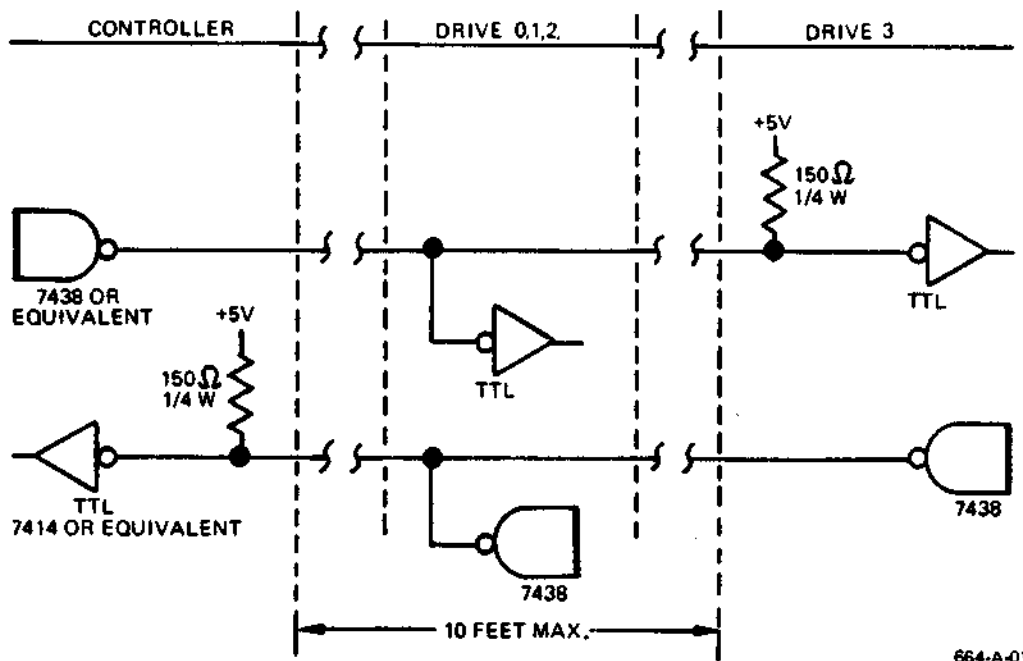 CONTROLLER
DRIVE 0,1,2,
DRIVE 3
+5V
150Ω
1/4 W
7438 OR
EQUIVALENT
TTL
+5V
150Ω
1/4 W
TTL
TTL
7414 OR EQUIVALENT
7438
7438
10 FEET MAX.